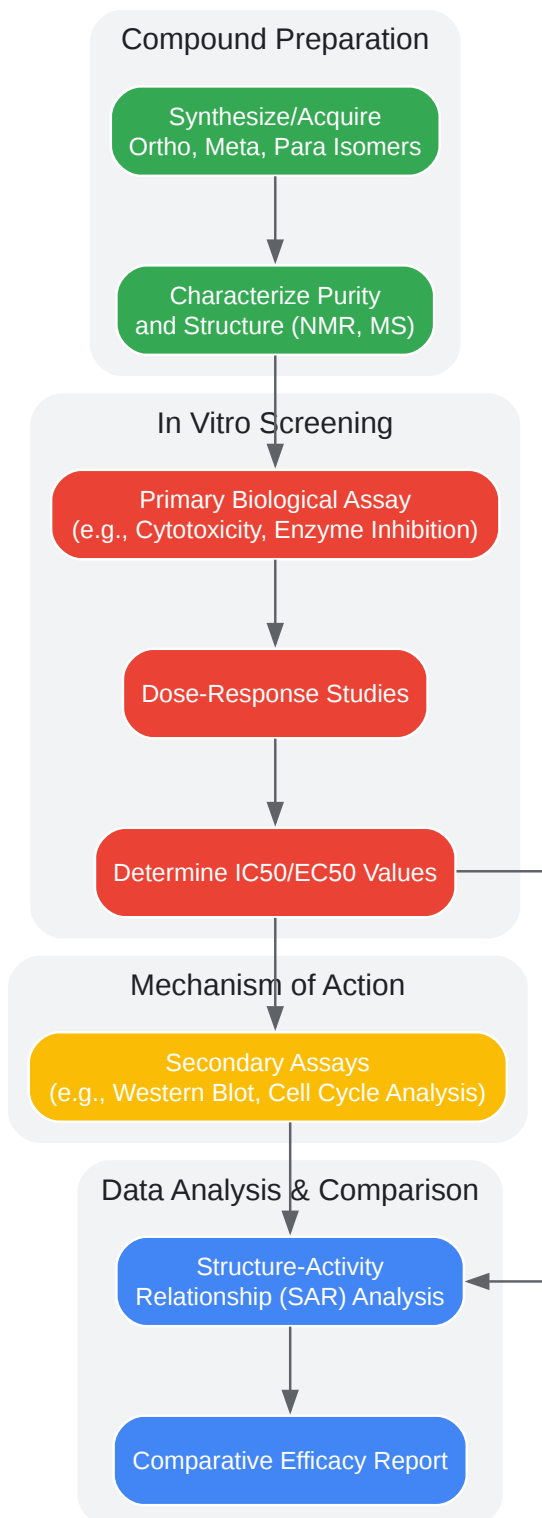 Compound Preparation
Synthesize/Acquire
Ortho, Meta, Para Isomers
Characterize Purity
and Structure (NMR, MS)
In Vitro Screening
Primary Biological Assay
(e.g., Cytotoxicity, Enzyme Inhibition)
Dose-Response Studies
Determine IC50/EC50 Values
Mechanism of Action
Secondary Assays
(e.g., Western Blot, Cell Cycle Analysis)
Data Analysis & Comparison
Structure-Activity
Relationship (SAR) Analysis
Comparative Efficacy Report